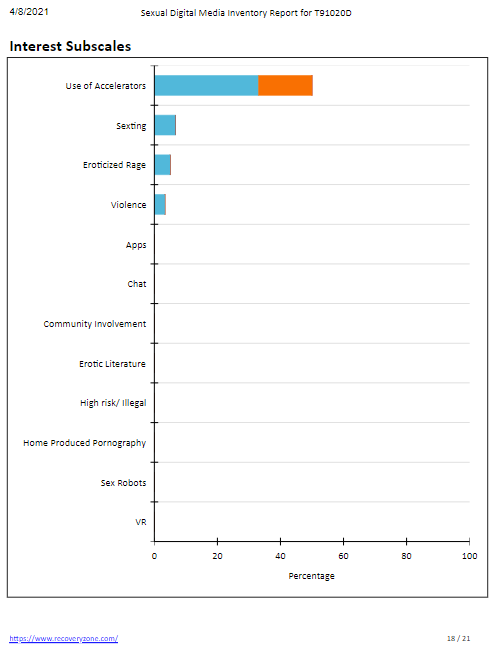 4/8/2021 Sexual Digital Media Inventory Report for T91020D
Interest Subscales
Use of Accelerators
Sexting
Eroticized Rage
Violence
Apps
Chat
Community Involvement
Erotic Literature
High risk/ Illegal
Home Produced Pornography
Sex Robots
VR
0 20 40 60 80 100
Percentage
https://www.recoveryzone.com/ 18 / 21